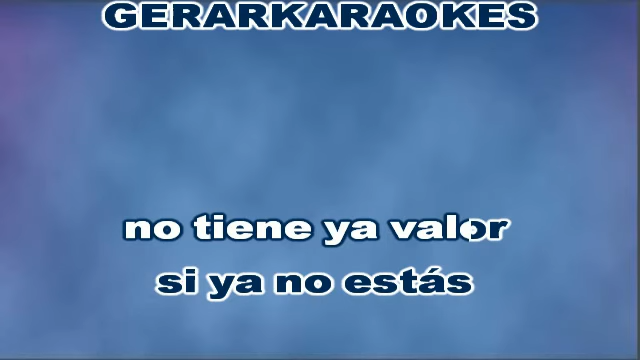 GERARKARAOKES
no tiene ya valor
si ya no estás